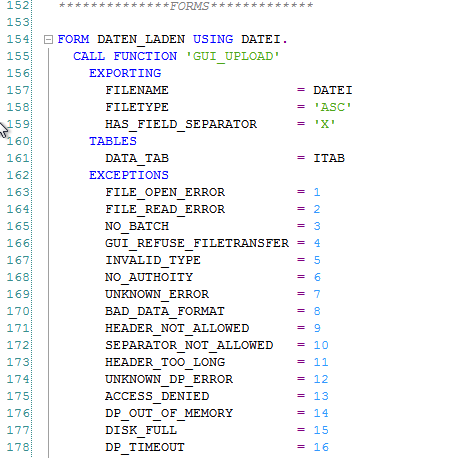 152 **************FORMS*************
153
154 FORM DATEN_LADEN USING DATEI.
155 CALL FUNCTION 'GUI_UPLOAD'
156 EXPORTING
157 FILENAME = DATEI
158 FILETYPE = 'ASC'
159 HAS_FIELD_SEPARATOR = 'X'
160 TABLES
161 DATA_TAB = ITAB
162 EXCEPTIONS
163 FILE_OPEN_ERROR = 1
164 FILE_READ_ERROR = 2
165 NO_BATCH = 3
166 GUI_REFUSE_FILETRANSFER = 4
167 INVALID_TYPE = 5
168 NO_AUTHOITY = 6
169 UNKNOWN_ERROR = 7
170 BAD_DATA_FORMAT = 8
171 HEADER_NOT_ALLOWED = 9
172 SEPARATOR_NOT_ALLOWED = 10
173 HEADER_TOO_LONG = 11
174 UNKNOWN_DP_ERROR = 12
175 ACCESS_DENIED = 13
176 DP_OUT_OF_MEMORY = 14
177 DISK_FULL = 15
178 DP_TIMEOUT = 16